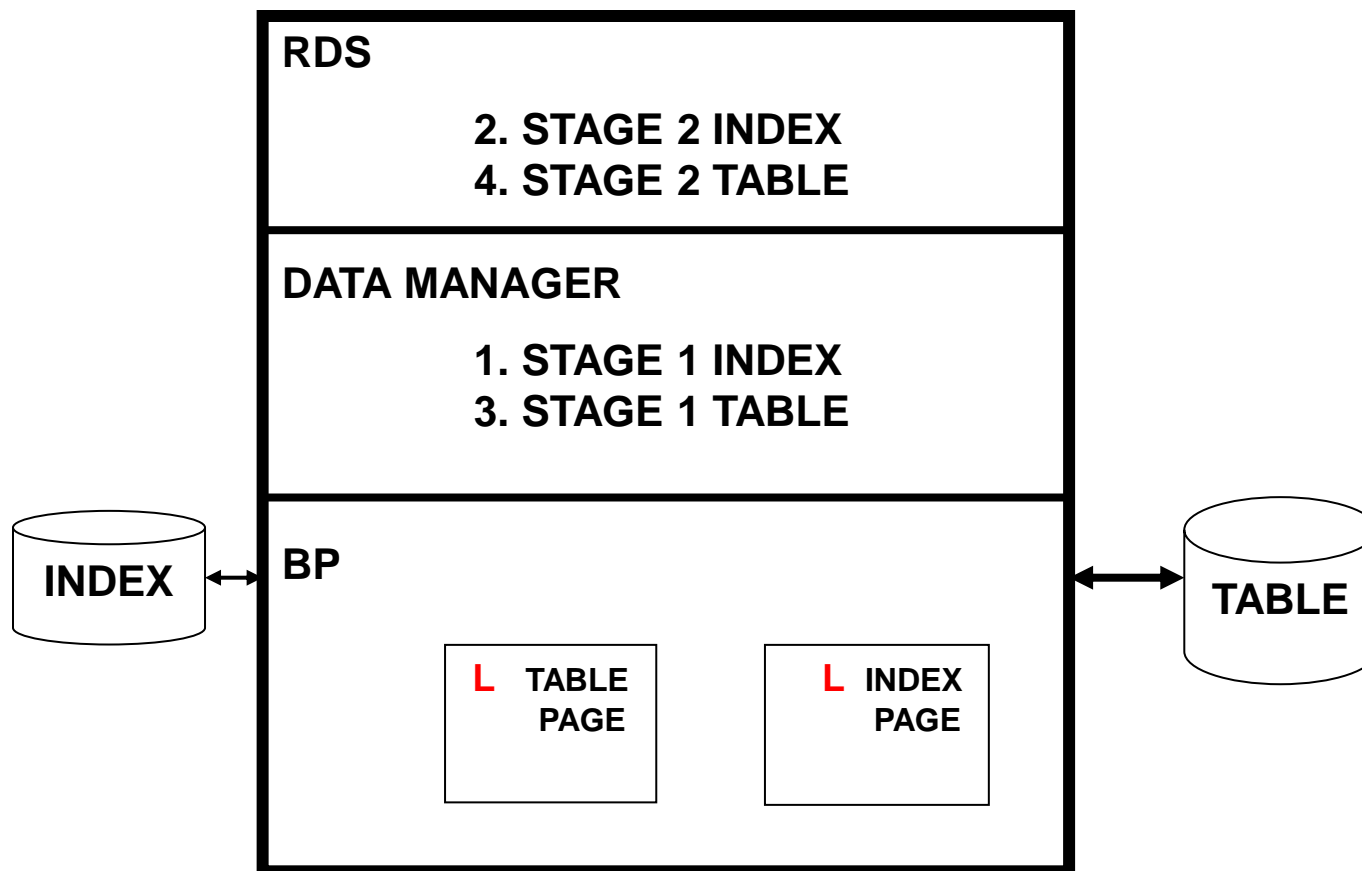 RDS
2. STAGE 2 INDEX
4. STAGE 2 TABLE
DATA MANAGER
1. STAGE 1 INDEX
3. STAGE 1 TABLE
INDEX
BP
TABLE
L TABLE
PAGE
L INDEX
PAGE